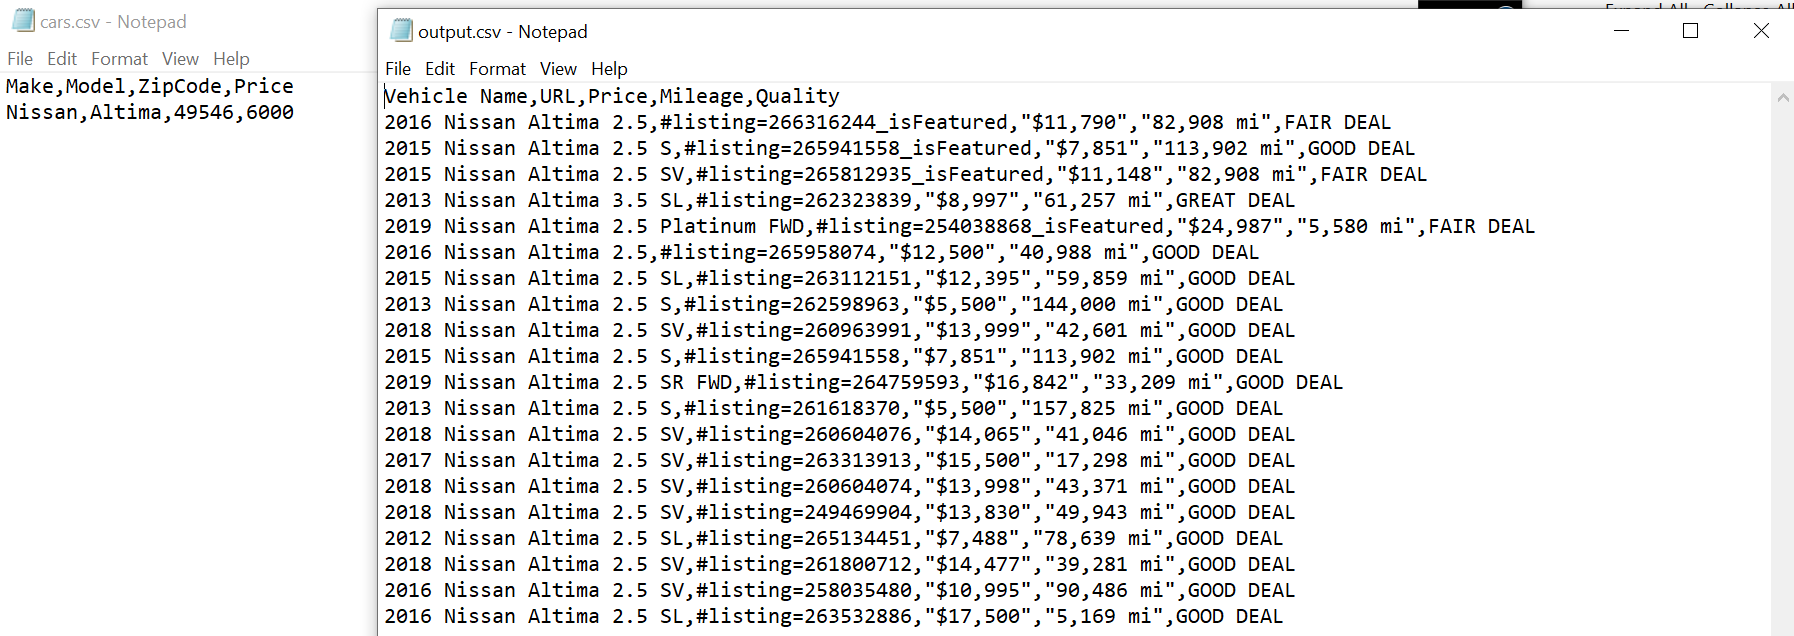 cars.csv - Notepad
File Edit Format View Help
Make,Model,ZipCode,Price
Nissan,Altima,49546,6000
output.csv - Notepad
File Edit Format View Help
Vehicle Name,URL,Price,Mileage,Quality
2016 Nissan Altima 2.5,#listing=266316244_isFeatured,"$11,790","82,908 mi",FAIR DEAL
2015 Nissan Altima 2.5 S,#listing=265941558_isFeatured,"$7,851","113,902 mi",GOOD DEAL
2015 Nissan Altima 2.5 SV,#listing=265812935_isFeatured,"$11,148","82,908 mi",FAIR DEAL
2013 Nissan Altima 3.5 SL,#listing=262323839,"$8,997","61,257 mi",GREAT DEAL
2019 Nissan Altima 2.5 Platinum FWD,#listing=254038868_isFeatured,"$24,987","5,580 mi",FAIR DEAL
2016 Nissan Altima 2.5,#listing=265958074,"$12,500","40,988 mi",GOOD DEAL
2015 Nissan Altima 2.5 SL,#listing=263112151,"$12,395","59,859 mi",GOOD DEAL
2013 Nissan Altima 2.5 S,#listing=262598963,"$5,500","144,000 mi",GOOD DEAL
2018 Nissan Altima 2.5 SV,#listing=260963991,"$13,999","42,601 mi",GOOD DEAL
2015 Nissan Altima 2.5 S,#listing=265941558,"$7,851","113,902 mi",GOOD DEAL
2019 Nissan Altima 2.5 SR FWD,#listing=264759593,"$16,842","33,209 mi",GOOD DEAL
2013 Nissan Altima 2.5 S,#listing=261618370,"$5,500","157,825 mi",GOOD DEAL
2018 Nissan Altima 2.5 SV,#listing=260604076,"$14,065","41,046 mi",GOOD DEAL
2017 Nissan Altima 2.5 SV,#listing=263313913,"$15,500","17,298 mi",GOOD DEAL
2018 Nissan Altima 2.5 SV,#listing=260604074,"$13,998","43,371 mi",GOOD DEAL
2018 Nissan Altima 2.5 SV,#listing=249469904,"$13,830","49,943 mi",GOOD DEAL
2012 Nissan Altima 2.5 SL,#listing=265134451,"$7,488","78,639 mi",GOOD DEAL
2018 Nissan Altima 2.5 SV,#listing=261800712,"$14,477","39,281 mi",GOOD DEAL
2016 Nissan Altima 2.5 SV,#listing=258035480,"$10,995","90,486 mi",GOOD DEAL
2016 Nissan Altima 2.5 SL,#listing=263532886,"$17,500","5,169 mi",GOOD DEAL